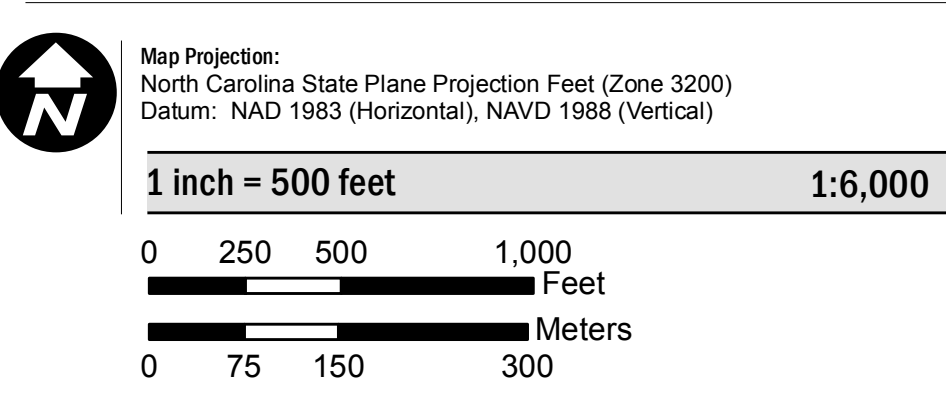 N
Map Projection:
North Carolina State Plane Projection Feet (Zone 3200)
Datum:  NAD 1983 (Horizontal), NAVD 1988 (Vertical)
1 inch = 500 feet 1:6,000
0 250 500 1,000
Feet
Meters
0 75 150 300